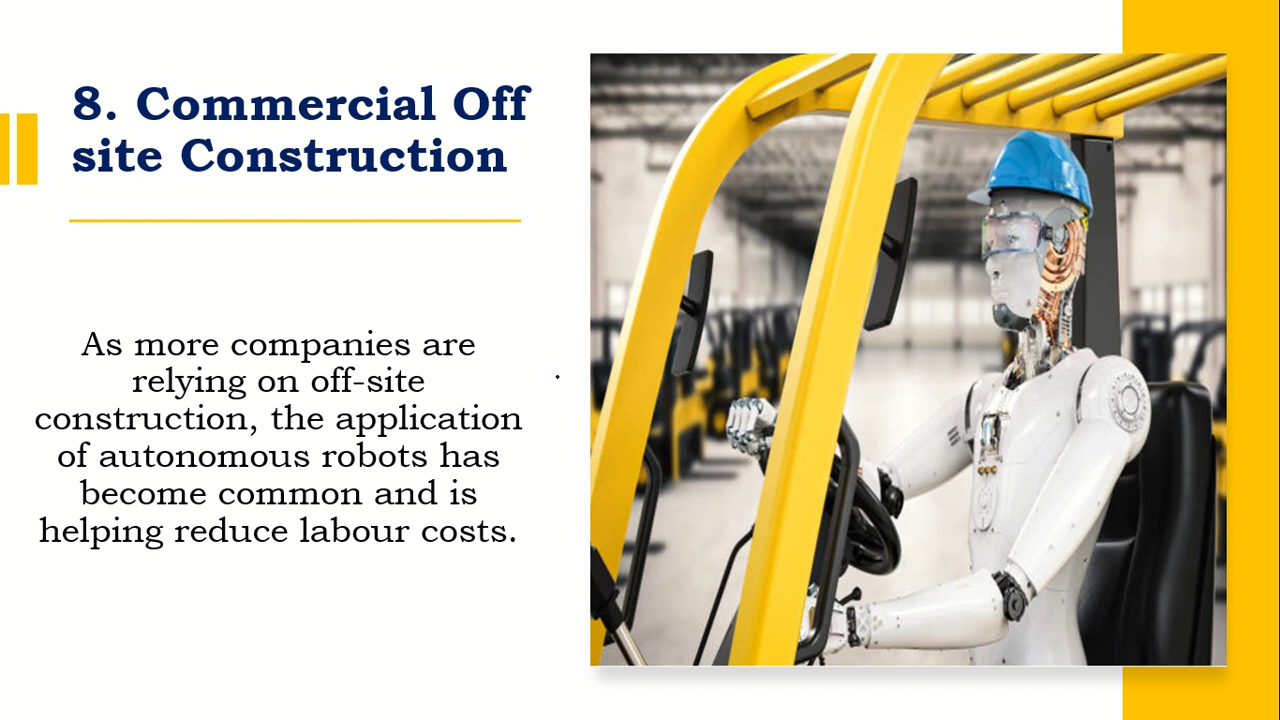 8. Commercial Off
site Construction
As more companies are
relying on off-site
construction, the application
of autonomous robots has
become common and is
helping reduce labour costs.